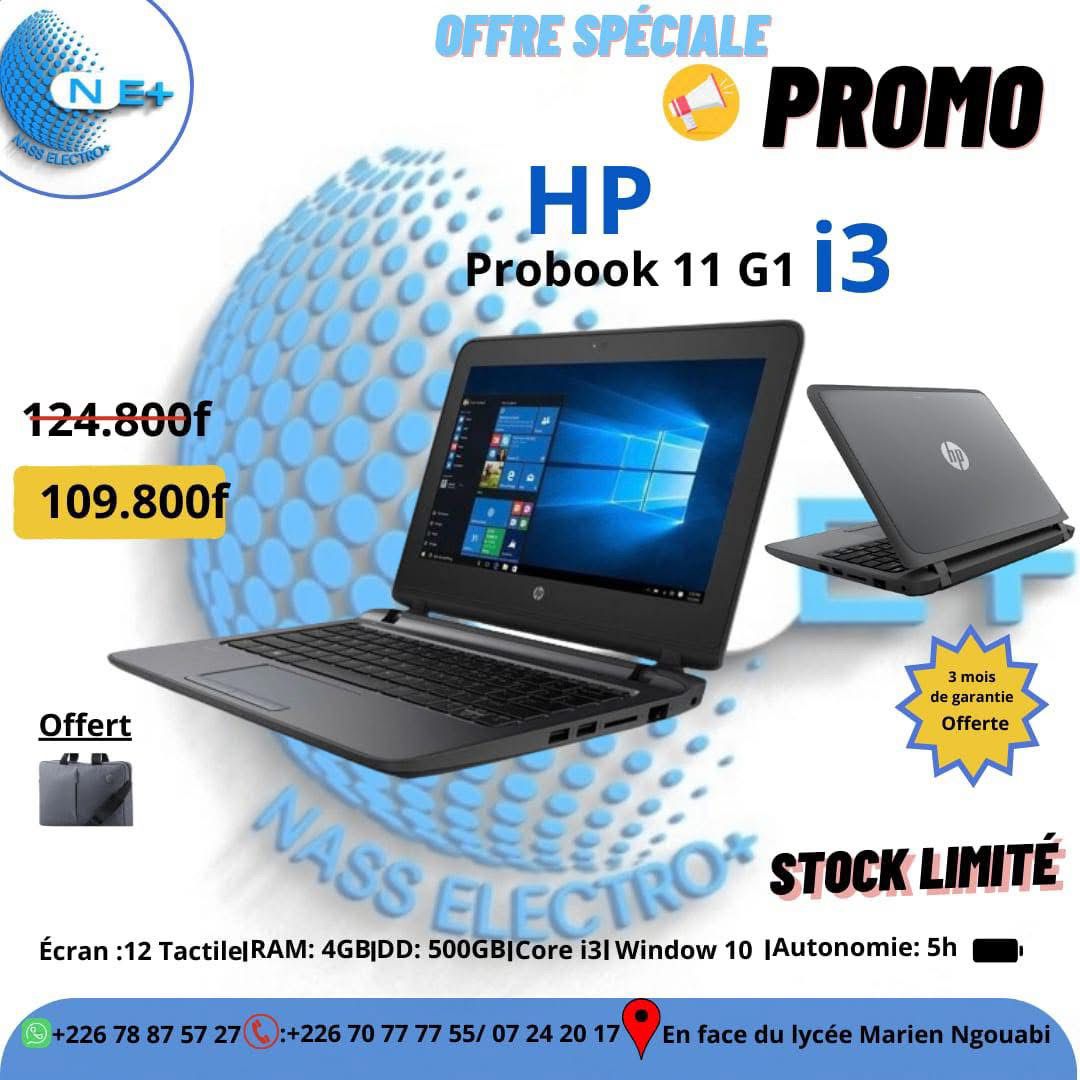 OFFRE SPÉCIALE
PROMO
N E+
NASS ELECTRO+
HP
Probook 11 G1 i3
124.800f
109.800f
hp
hp
E+
3 mois
de garantie
Offerte
Offert
NASS ELECTRO+
STOCK LIMITÉ
Écran :12 Tactile|RAM: 4GB|DD: 500GB|Core i3| Window 10 |Autonomie: 5h
+226 78 87 57 27 :+226 70 77 77 55/ 07 24 20 17 En face du lycée Marien Ngouabi